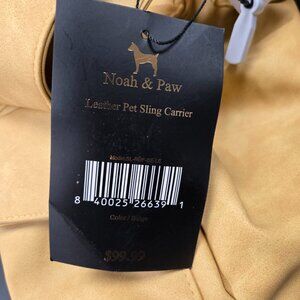 Noah & Paw
Leather Pet Sling Carrier
8 40025 26639 1
Color / Beige
$99.99